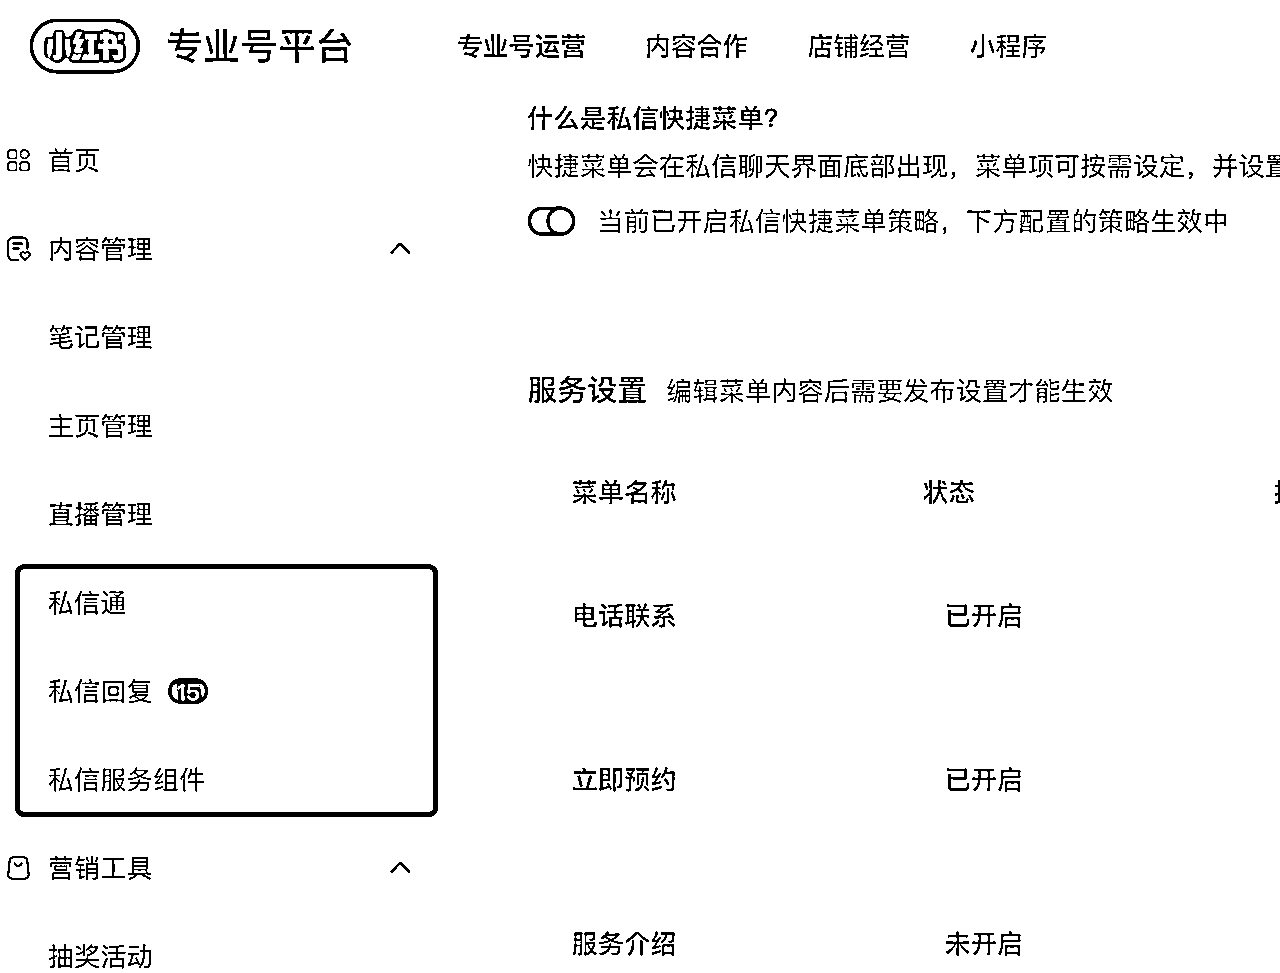 小红书 专业号平台 专业号运营 内容合作 店铺经营 小程序
首页
内容管理
笔记管理
主页管理
直播管理
私信通
私信回复 15
私信服务组件
营销工具
抽奖活动
什么是私信快捷菜单?
快捷菜单会在私信聊天界面底部出现，菜单项可按需设定，并设置
当前已开启私信快捷菜单策略，下方配置的策略生效中
服务设置 编辑菜单内容后需要发布设置才能生效
菜单名称 状态
电话联系 已开启
立即预约 已开启
服务介绍 未开启